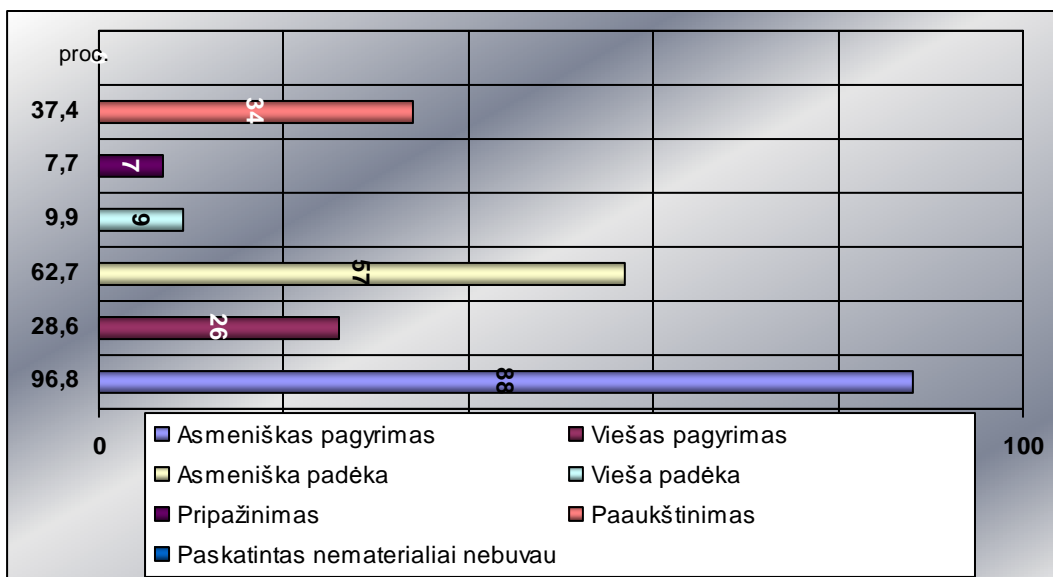 proc.
37,4 34
7,7 7
9,9 9
62,7 57
28,6 26
96,8 88
0 100
Asmeniškas pagyrimas Viešas pagyrimas
Asmeniška padėka Vieša padėka
Pripažinimas Paaukštinimas
Paskatintas nematerialiai nebuvau